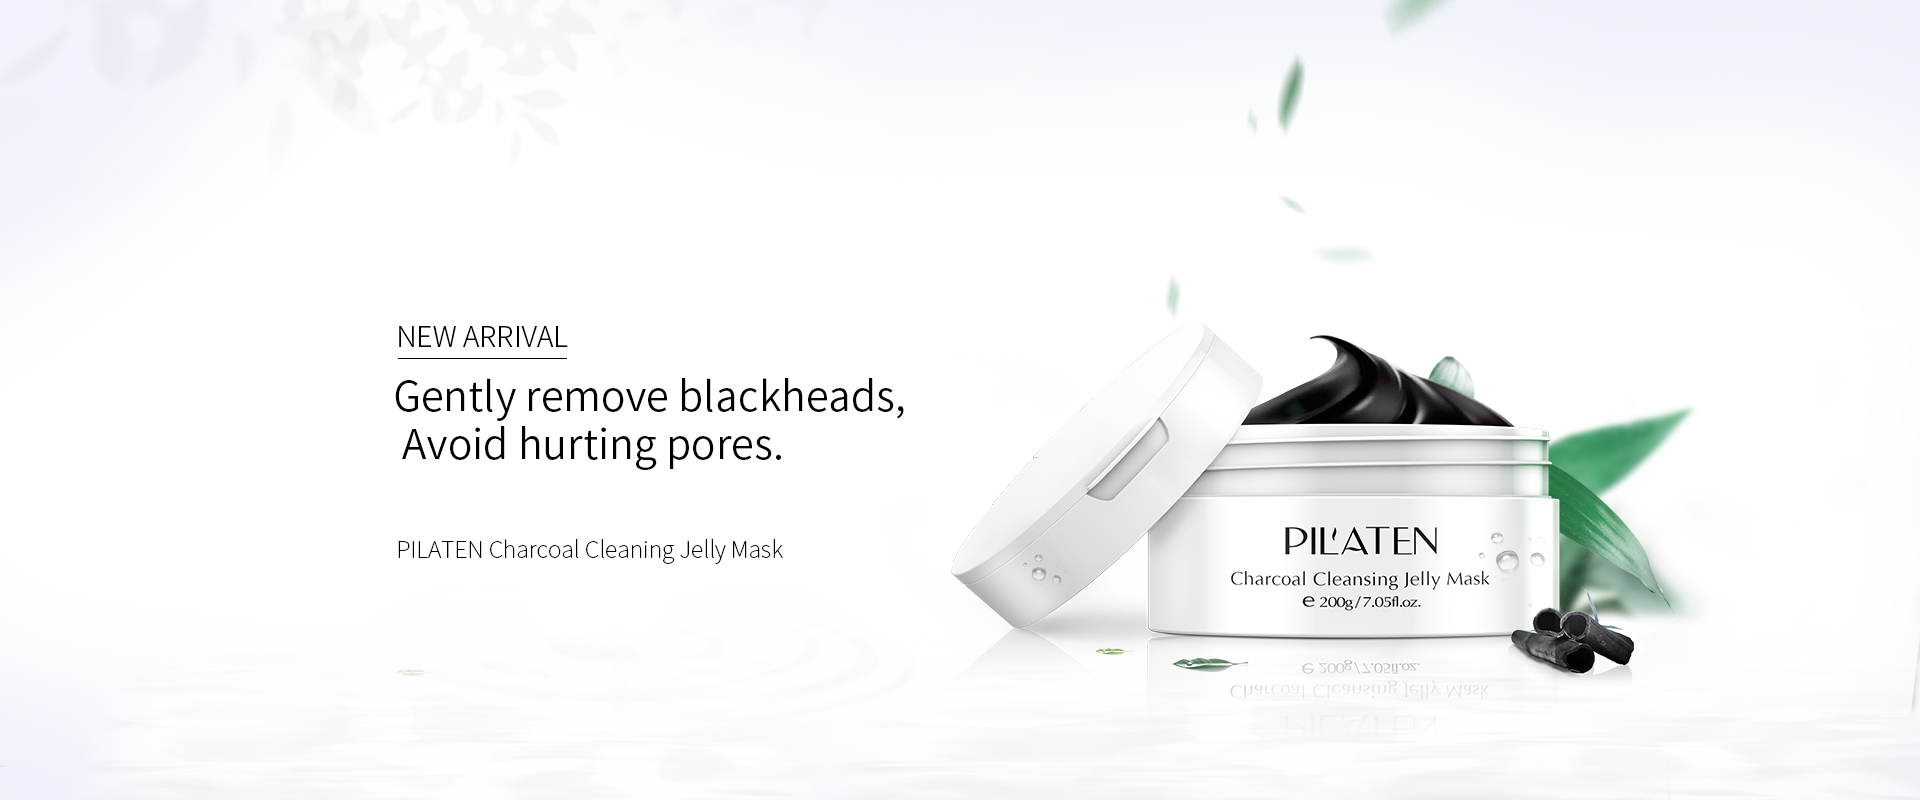 NEW ARRIVAL
Gently remove blackheads,
Avoid hurting pores.
PILATEN Charcoal Cleaning Jelly Mask
PIL'ATEN
Charcoal Cleansing Jelly Mask
℮ 200g/7.05fl.oz.